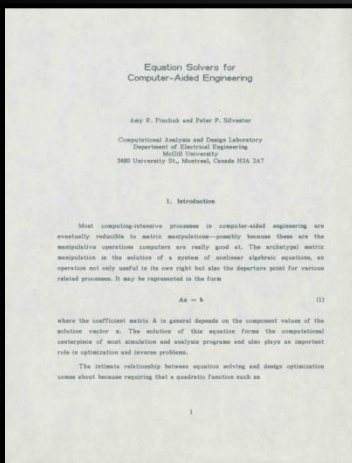 Equation Solvers for
Computer-Aided Engineering
Amy R. Pinchuk and Peter P. Silvester
Computational Analysis and Design Laboratory
Department of Electrical Engineering
McGill University
3480 University St., Montreal, Canada H3A 2A7
1. Introduction
Most computing-intensive processes in computer-aided engineering are
eventually reducible to matrix manipulations—possibly because these are the
manipulative operations computers are really good at. The archetypal matrix
manipulation is the solution of a system of nonlinear algebraic equations, an
operation not only useful in its own right but also the departure point for various
related processes. It may be represented in the form
Ax = b (1)
where the coefficient matrix A in general depends on the component values of the
solution vector x. The solution of this equation forms the computational
centerpiece of most simulation and analysis programs and also plays an important
role in optimization and inverse problems.
The intimate relationship between equation solving and design optimization
comes about because requiring that a quadratic function such as
1